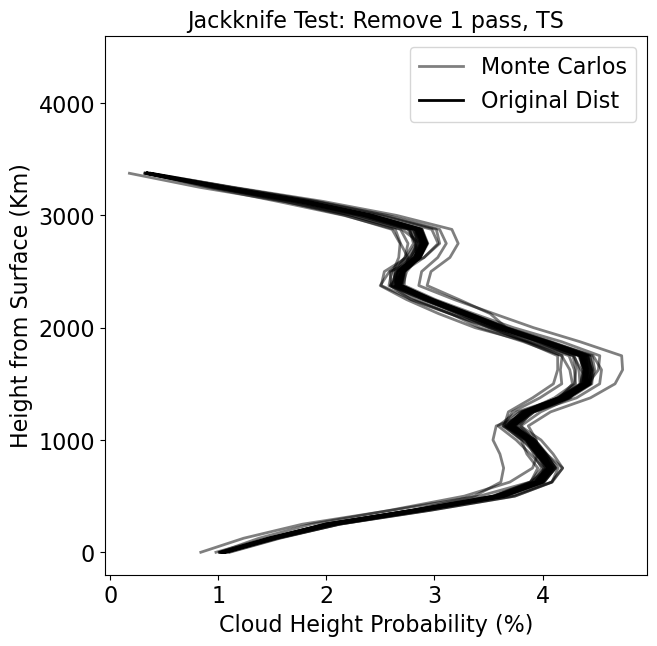 Jackknife Test: Remove 1 pass, TS
Monte Carlos
Original Dist
Height from Surface (Km)
4000
3000
2000
1000
0
0 1 2 3 4
Cloud Height Probability (%)